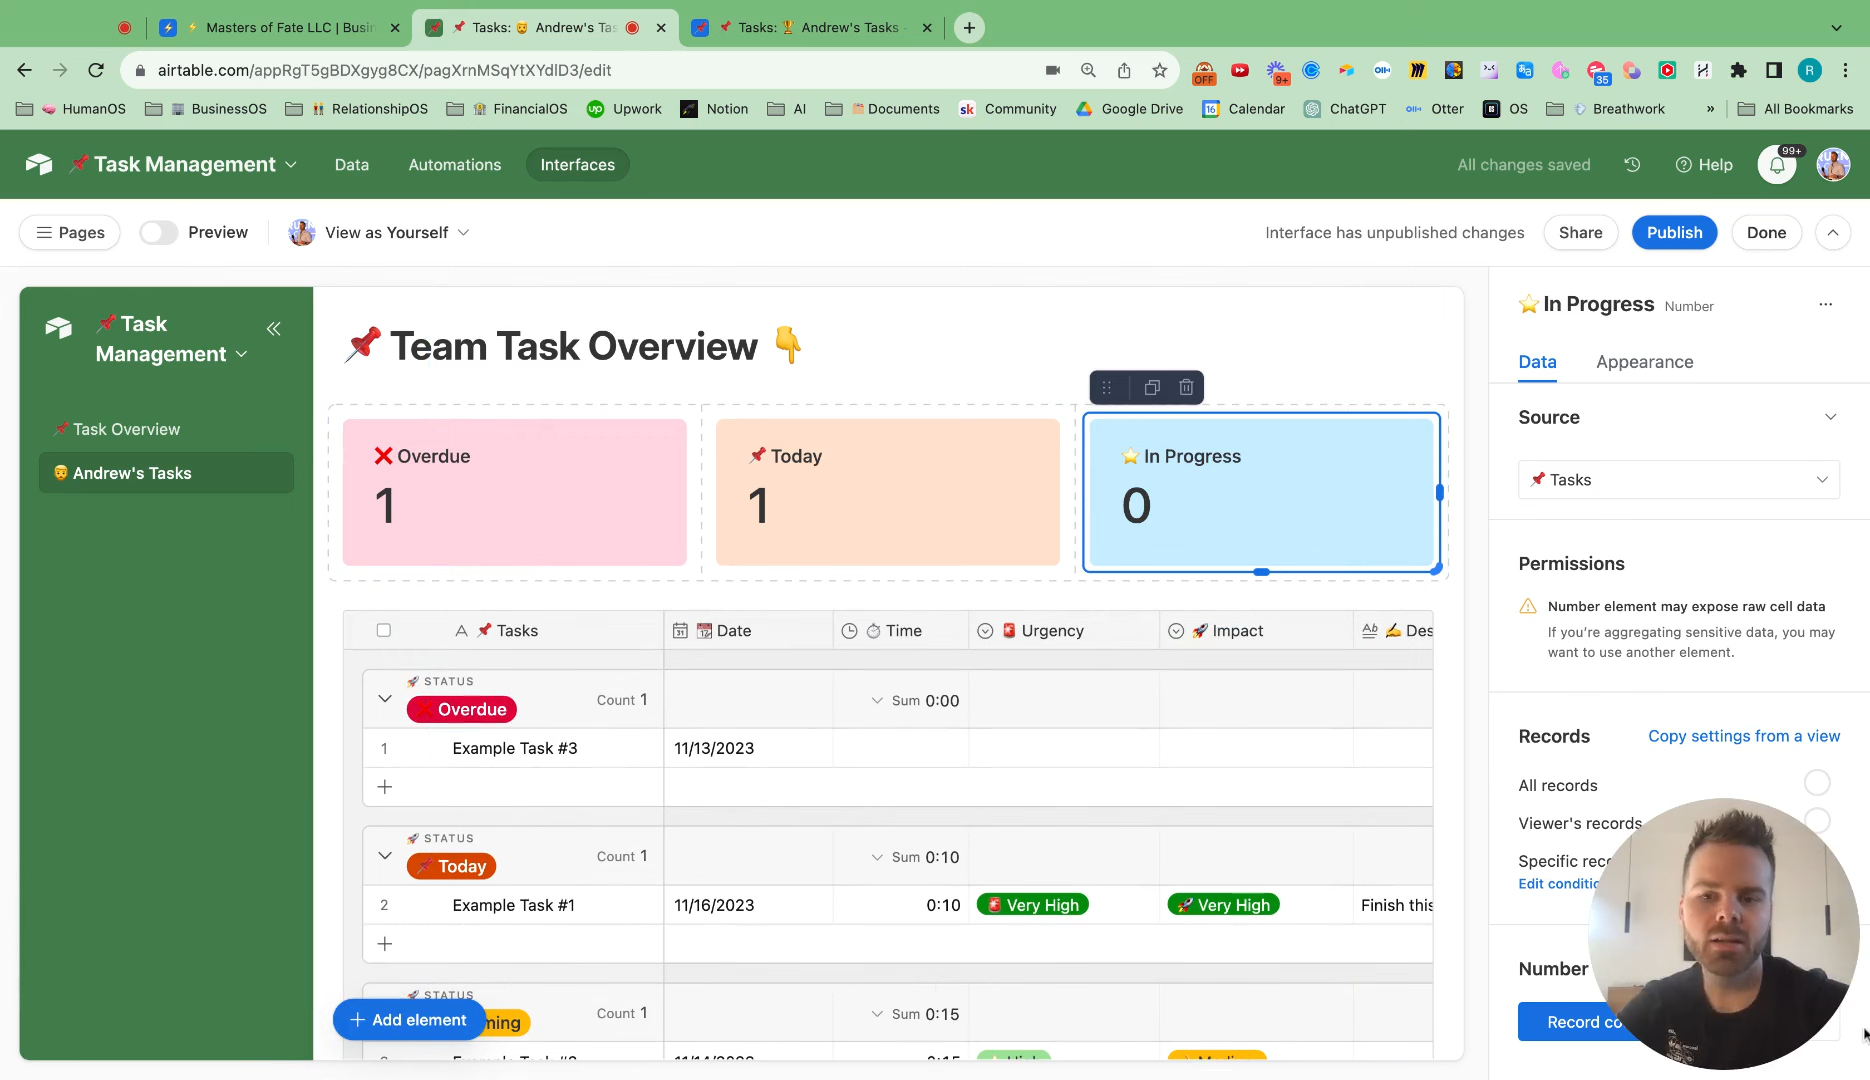 Masters of Fate LLC | Busin
Tasks: Andrew's Tas
Tasks: Andrew's Tasks -
airtable.com/appRgT5gBDXgyg8CX/pagXrnMSqYtXYdID3/edit
OFF
9+
35
R
HumanOS
BusinessOS
RelationshipOS
FinancialOS
Upwork
Notion
AI
Documents
Community
Google Drive
Calendar
ChatGPT
Otter
OS
Breathwork
»
All Bookmarks
Task Management
Data
Automations
Interfaces
All changes saved
Help
99+
Pages
Preview
View as Yourself
Interface has unpublished changes
Share
Publish
Done
Task
Management
Task Overview
Andrew's Tasks
Team Task Overview
Overdue
1
Today
1
In Progress
0
Tasks
Date
Time
Urgency
Impact
Des
STATUS
Overdue
Count 1
Sum 0:00
1
Example Task #3
11/13/2023
STATUS
Today
Count 1
Sum 0:10
2
Example Task #1
11/16/2023
0:10
Very High
Very High
Finish this
STATUS
ming
Count 1
Sum 0:15
Add element
In Progress Number
Data
Appearance
Source
Tasks
Permissions
Number element may expose raw cell data
If you're aggregating sensitive data, you may
want to use another element.
Records
Copy settings from a view
All records
Viewer's records
Specific rec
Edit conditio
Number
Record co